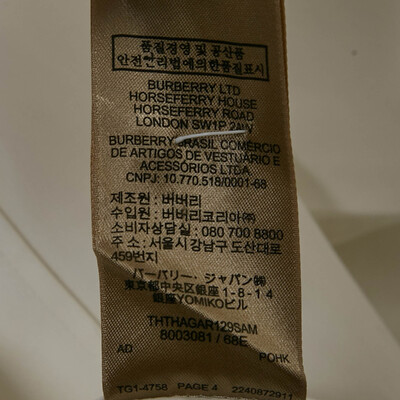 품질경영 및 공산품
안전관리법에의한품질표시
BURBERRY LTD
HORSEFERRY HOUSE
HORSEFERRY ROAD
LONDON SW1P 2AW
BURBERRY BRASIL COMÉRCIO
DE ARTIGOS DE VESTUÁRIO E
ACESSÓRIOS LTDA
CNPJ: 10.770.518/0001-68
제조원 : 버버리
수입원 : 버버리코리아㈜
소비자상담실 : 080 700 8800
주 소 : 서울시강남구 도산대로
459번지
バーバリー・ジャパン㈱
東京都中央区銀座 1 - 8 - 1 4
銀座YOMIKOビル
THTHAGAR129SAM
8003081 / 68E
AD POHK
TG1-4758 PAGE 4 2240872011